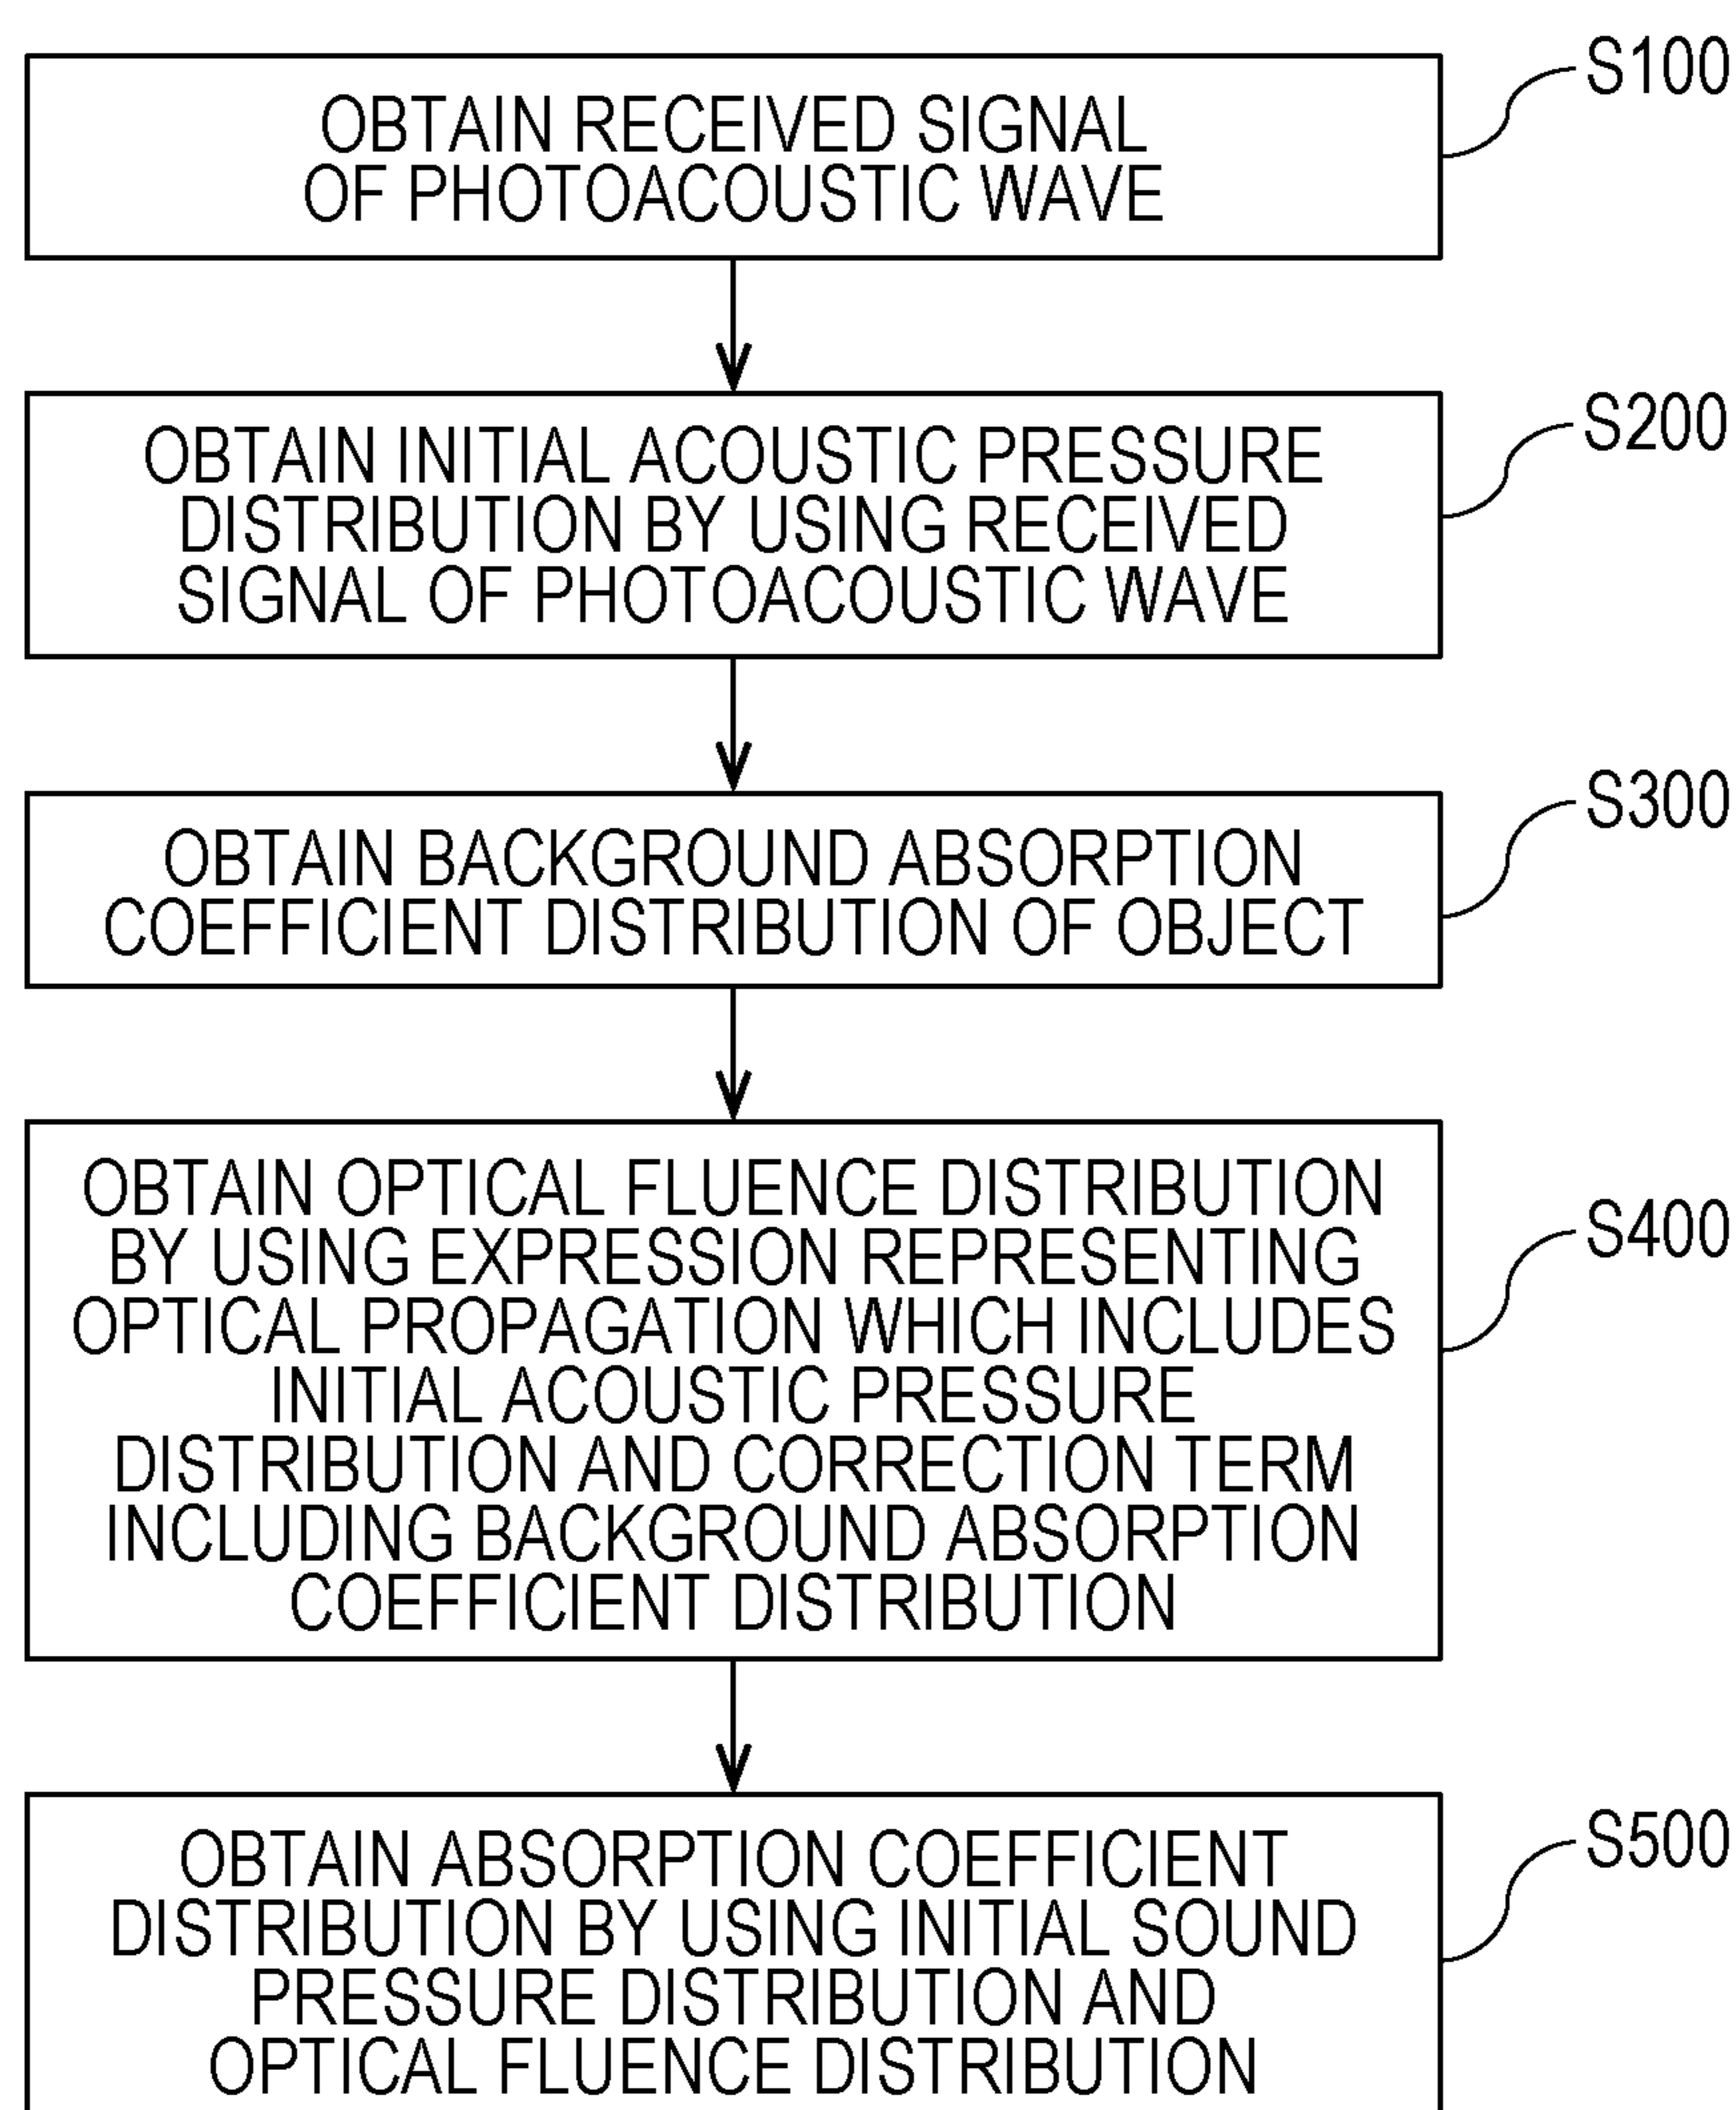 S100
OBTAIN RECEIVED SIGNAL
OF PHOTOACOUSTIC WAVE
S200
OBTAIN INITIAL ACOUSTIC PRESSURE
DISTRIBUTION BY USING RECEIVED
SIGNAL OF PHOTOACOUSTIC WAVE
S300
OBTAIN BACKGROUND ABSORPTION
COEFFICIENT DISTRIBUTION OF OBJECT
S400
OBTAIN OPTICAL FLUENCE DISTRIBUTION
BY USING EXPRESSION REPRESENTING
OPTICAL PROPAGATION WHICH INCLUDES
INITIAL ACOUSTIC PRESSURE
DISTRIBUTION AND CORRECTION TERM
INCLUDING BACKGROUND ABSORPTION
COEFFICIENT DISTRIBUTION
S500
OBTAIN ABSORPTION COEFFICIENT
DISTRIBUTION BY USING INITIAL SOUND
PRESSURE DISTRIBUTION AND
OPTICAL FLUENCE DISTRIBUTION